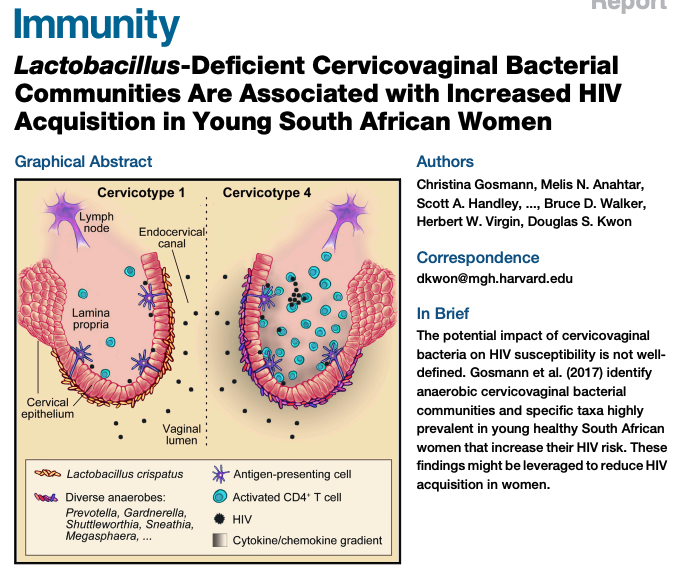 Report
Immunity
Lactobacillus-Deficient Cervicovaginal Bacterial
Communities Are Associated with Increased HIV
Acquisition in Young South African Women
Graphical Abstract
Cervicotype 1
Cervicotype 4
Lymph
node
Endocervical
canal
Lamina
propria
Cervical
epithelium
Vaginal
lumen
Lactobacillus crispatus
Diverse anaerobes:
Prevotella, Gardnerella,
Shuttleworthia, Sneathia,
Megasphaera, ...
Antigen-presenting cell
Activated CD4⁺ T cell
HIV
Cytokine/chemokine gradient
Authors
Christina Gosmann, Melis N. Anahtar,
Scott A. Handley, ..., Bruce D. Walker,
Herbert W. Virgin, Douglas S. Kwon
Correspondence
dkwon@mgh.harvard.edu
In Brief
The potential impact of cervicovaginal
bacteria on HIV susceptibility is not well-
defined. Gosmann et al. (2017) identify
anaerobic cervicovaginal bacterial
communities and specific taxa highly
prevalent in young healthy South African
women that increase their HIV risk. These
findings might be leveraged to reduce HIV
acquisition in women.